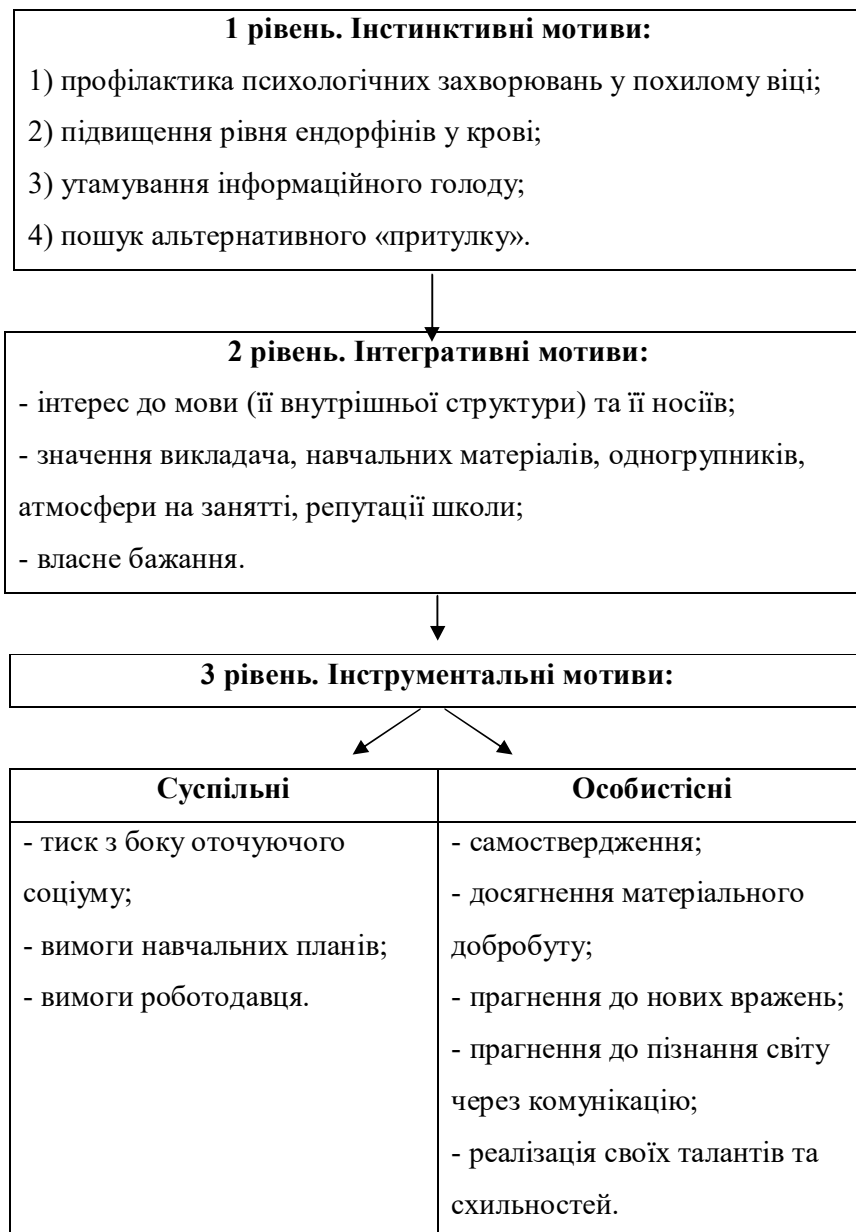 1 рівень. Інстинктивні мотиви:
1) профілактика психологічних захворювань у похилому віці;
2) підвищення рівня ендорфінів у крові;
3) утамування інформаційного голоду;
4) пошук альтернативного «притулку».
2 рівень. Інтегративні мотиви:
- інтерес до мови (її внутрішньої структури) та її носіїв;
- значення викладача, навчальних матеріалів, одногрупників,
атмосфери на занятті, репутації школи;
- власне бажання.
3 рівень. Інструментальні мотиви:
Суспільні
- тиск з боку оточуючого
соціуму;
- вимоги навчальних планів;
- вимоги роботодавця.
Особистісні
- самоствердження;
- досягнення матеріального
добробуту;
- прагнення до нових вражень;
- прагнення до пізнання світу
через комунікацію;
- реалізація своїх талантів та
схильностей.